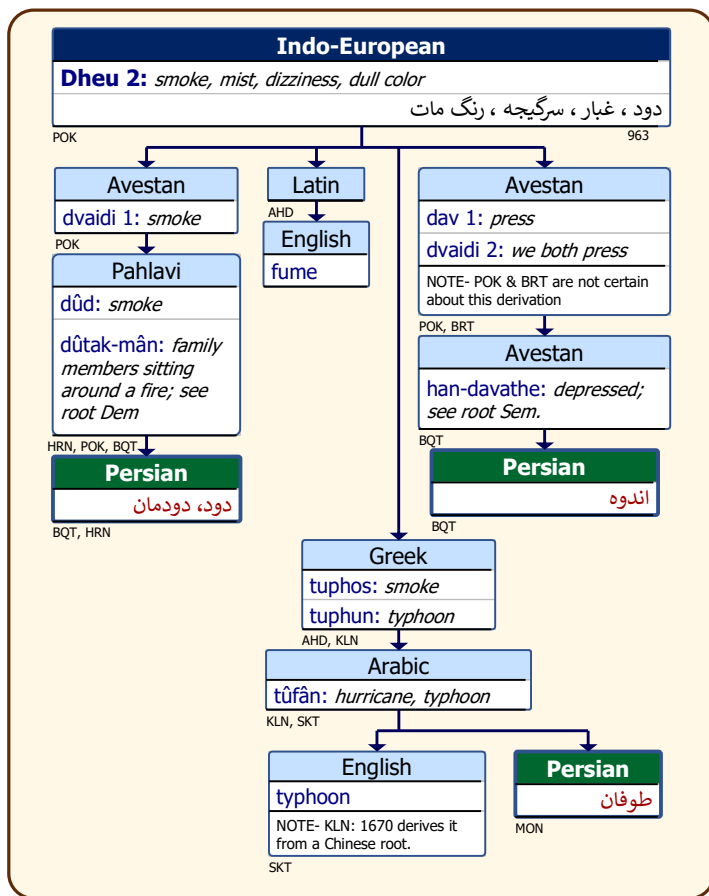 Indo-European
Dheu 2: smoke, mist, dizziness, dull color
دود ، غبار ، سرگیجه ، رنگ مات
POK
963
Avestan
dvaidi 1: smoke
POK
Pahlavi
dûd: smoke
dûtak-mân: family
members sitting
around a fire; see
root Dem
HRN, POK, BQT
Persian
دود، دودمان
BQT, HRN
Latin
AHD
English
fume
Avestan
dav 1: press
dvaidi 2: we both press
NOTE- POK & BRT are not certain
about this derivation
POK, BRT
Avestan
han-davathe: depressed;
see root Sem.
BQT
Persian
اندوه
BQT
Greek
tuphos: smoke
tuphun: typhoon
AHD, KLN
Arabic
tûfân: hurricane, typhoon
KLN, SKT
English
typhoon
NOTE- KLN: 1670 derives it
from a Chinese root.
SKT
Persian
طوفان
MON